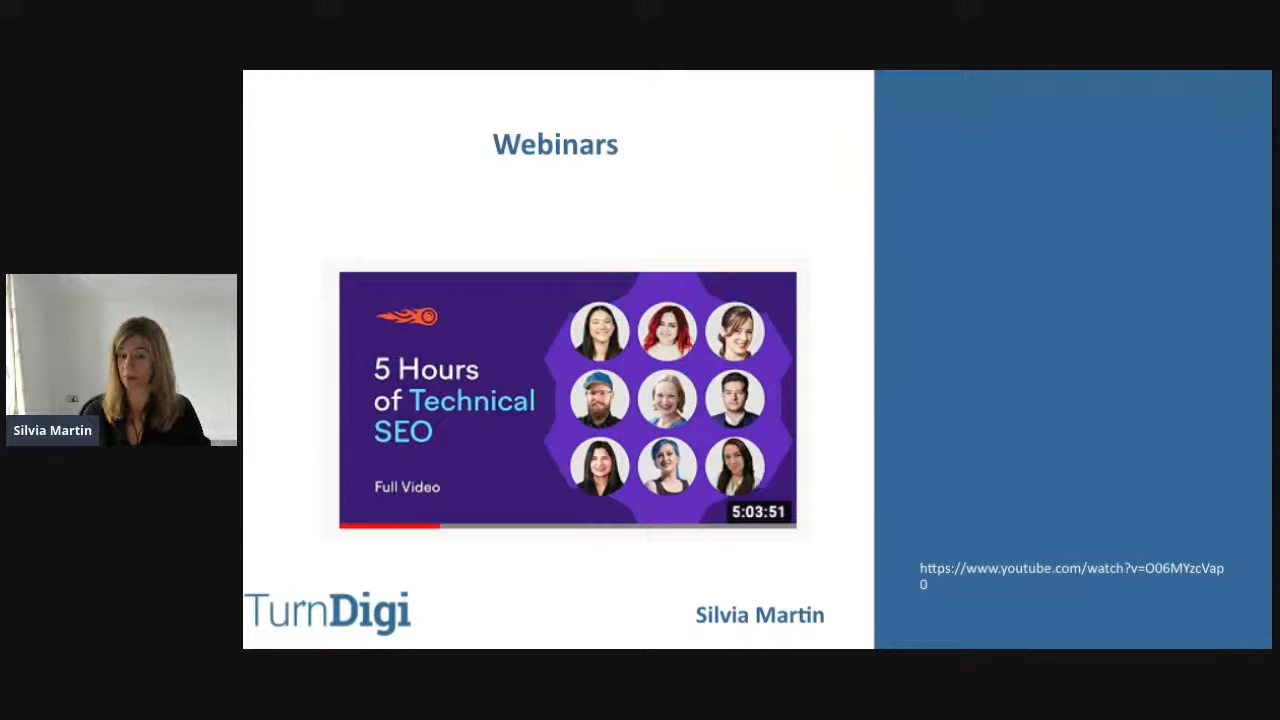 Webinars
5 Hours
of Technical
SEO
Full Video
5:03:51
Silvia Martin
https://www.youtube.com/watch?v=O06MYzcVap
0
TurnDigi
Silvia Martin